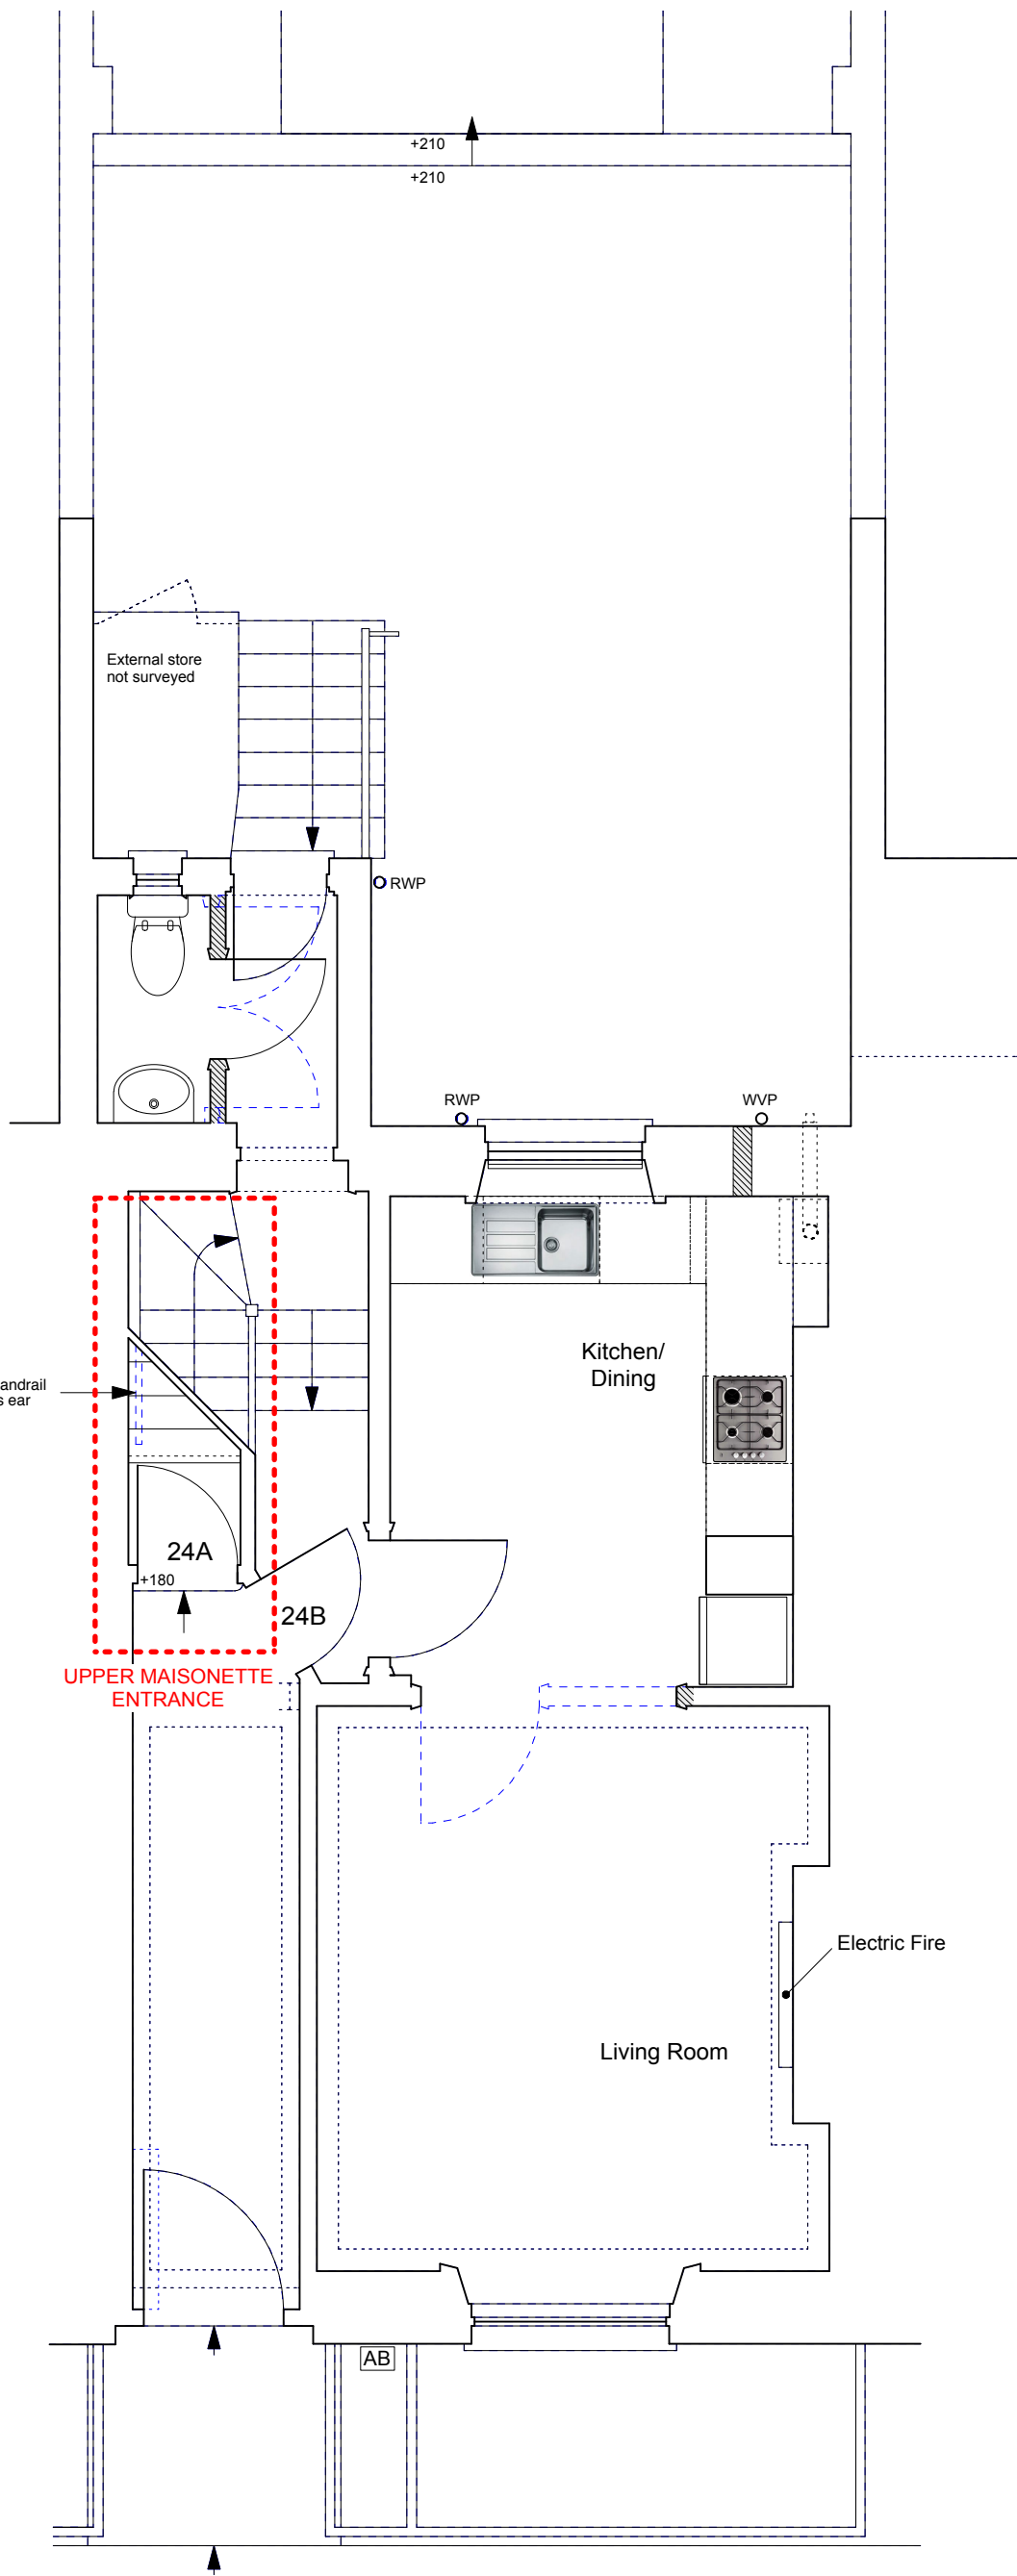 +210
+210
External store
not surveyed
RWP
RWP
WVP
Kitchen/
Dining
andrail
s ear
24A
+180
24B
UPPER MAISONETTE
ENTRANCE
Electric Fire
Living Room
AB